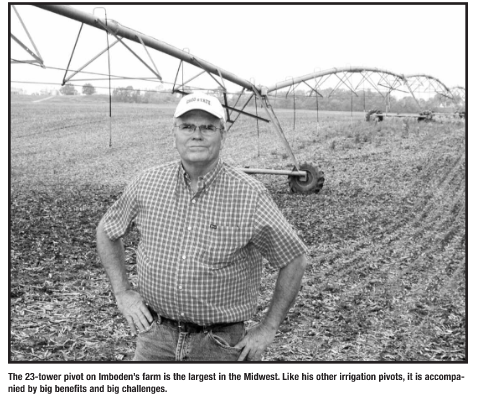 The 23-tower pivot on Imboden's farm is the largest in the Midwest. Like his other irrigation pivots, it is accompa-
nied by big benefits and big challenges.